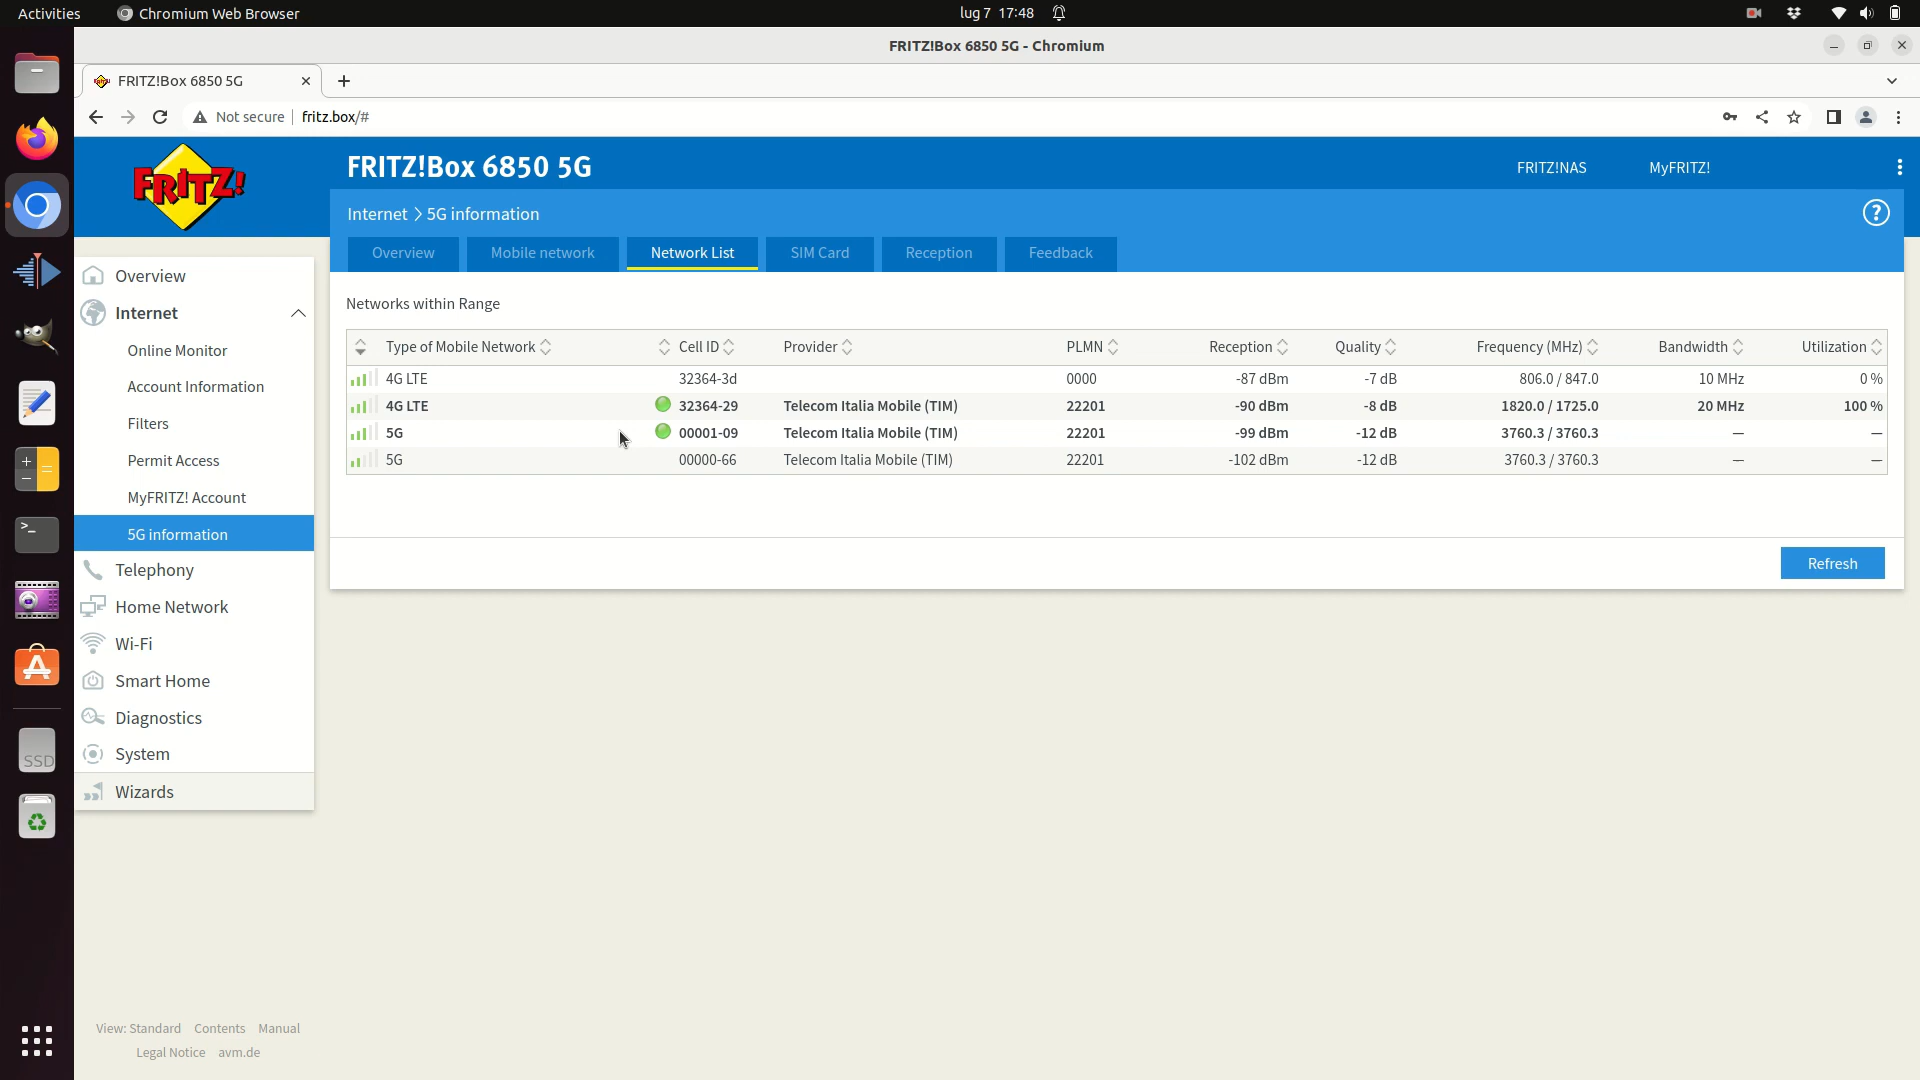 Activities Chromium Web Browser lug 7 17:48
FRITZ!Box 6850 5G - Chromium
FRITZ!Box 6850 5G
Not secure fritz.box/#
FRITZ!
FRITZ!Box 6850 5G FRITZ!NAS MyFRITZ!
Internet > 5G information ?
Overview Mobile network Network List SIM Card Reception Feedback
Overview
Internet
Online Monitor
Account Information
Filters
Permit Access
MyFRITZ! Account
5G information
Telephony
Home Network
Wi-Fi
Smart Home
Diagnostics
System
Wizards
Networks within Range
Type of Mobile Network Cell ID Provider PLMN Reception Quality Frequency (MHz) Bandwidth Utilization
4G LTE 32364-3d 0000 -87 dBm -7 dB 806.0 / 847.0 10 MHz 0 %
4G LTE 32364-29 Telecom Italia Mobile (TIM) 22201 -90 dBm -8 dB 1820.0 / 1725.0 20 MHz 100 %
5G 00001-09 Telecom Italia Mobile (TIM) 22201 -99 dBm -12 dB 3760.3 / 3760.3 — —
5G 00000-66 Telecom Italia Mobile (TIM) 22201 -102 dBm -12 dB 3760.3 / 3760.3 — —
Refresh
SSD
View: Standard Contents Manual
Legal Notice avm.de